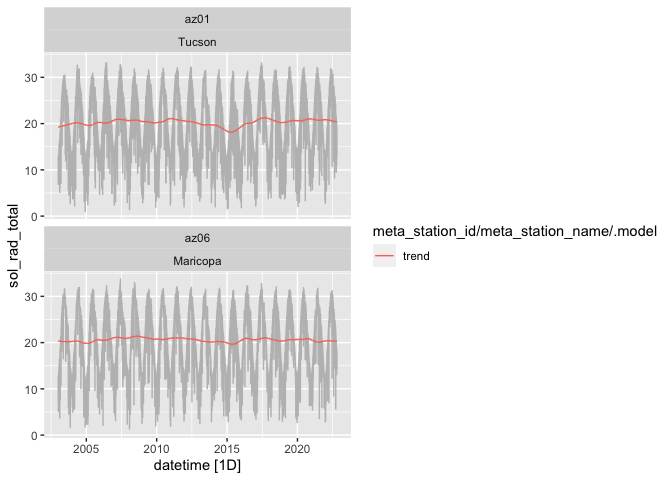 az01
Tucson
30
20
10
0
az06
Maricopa
30
20
10
0
2005 2010 2015 2020
datetime [1D]
sol_rad_total
meta_station_id/meta_station_name/.model
trend